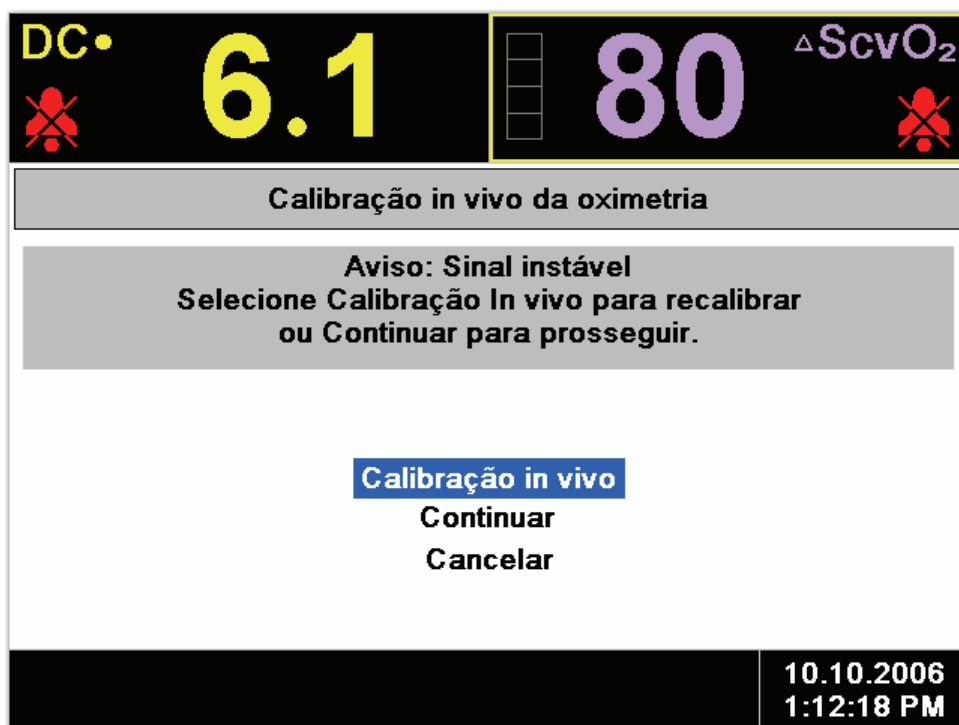 DC•
6.1
80
△ScvO₂
Calibração in vivo da oximetria
Aviso: Sinal instável
Selecione Calibração In vivo para recalibrar
ou Continuar para prosseguir.
Calibração in vivo
Continuar
Cancelar
10.10.2006
1:12:18 PM